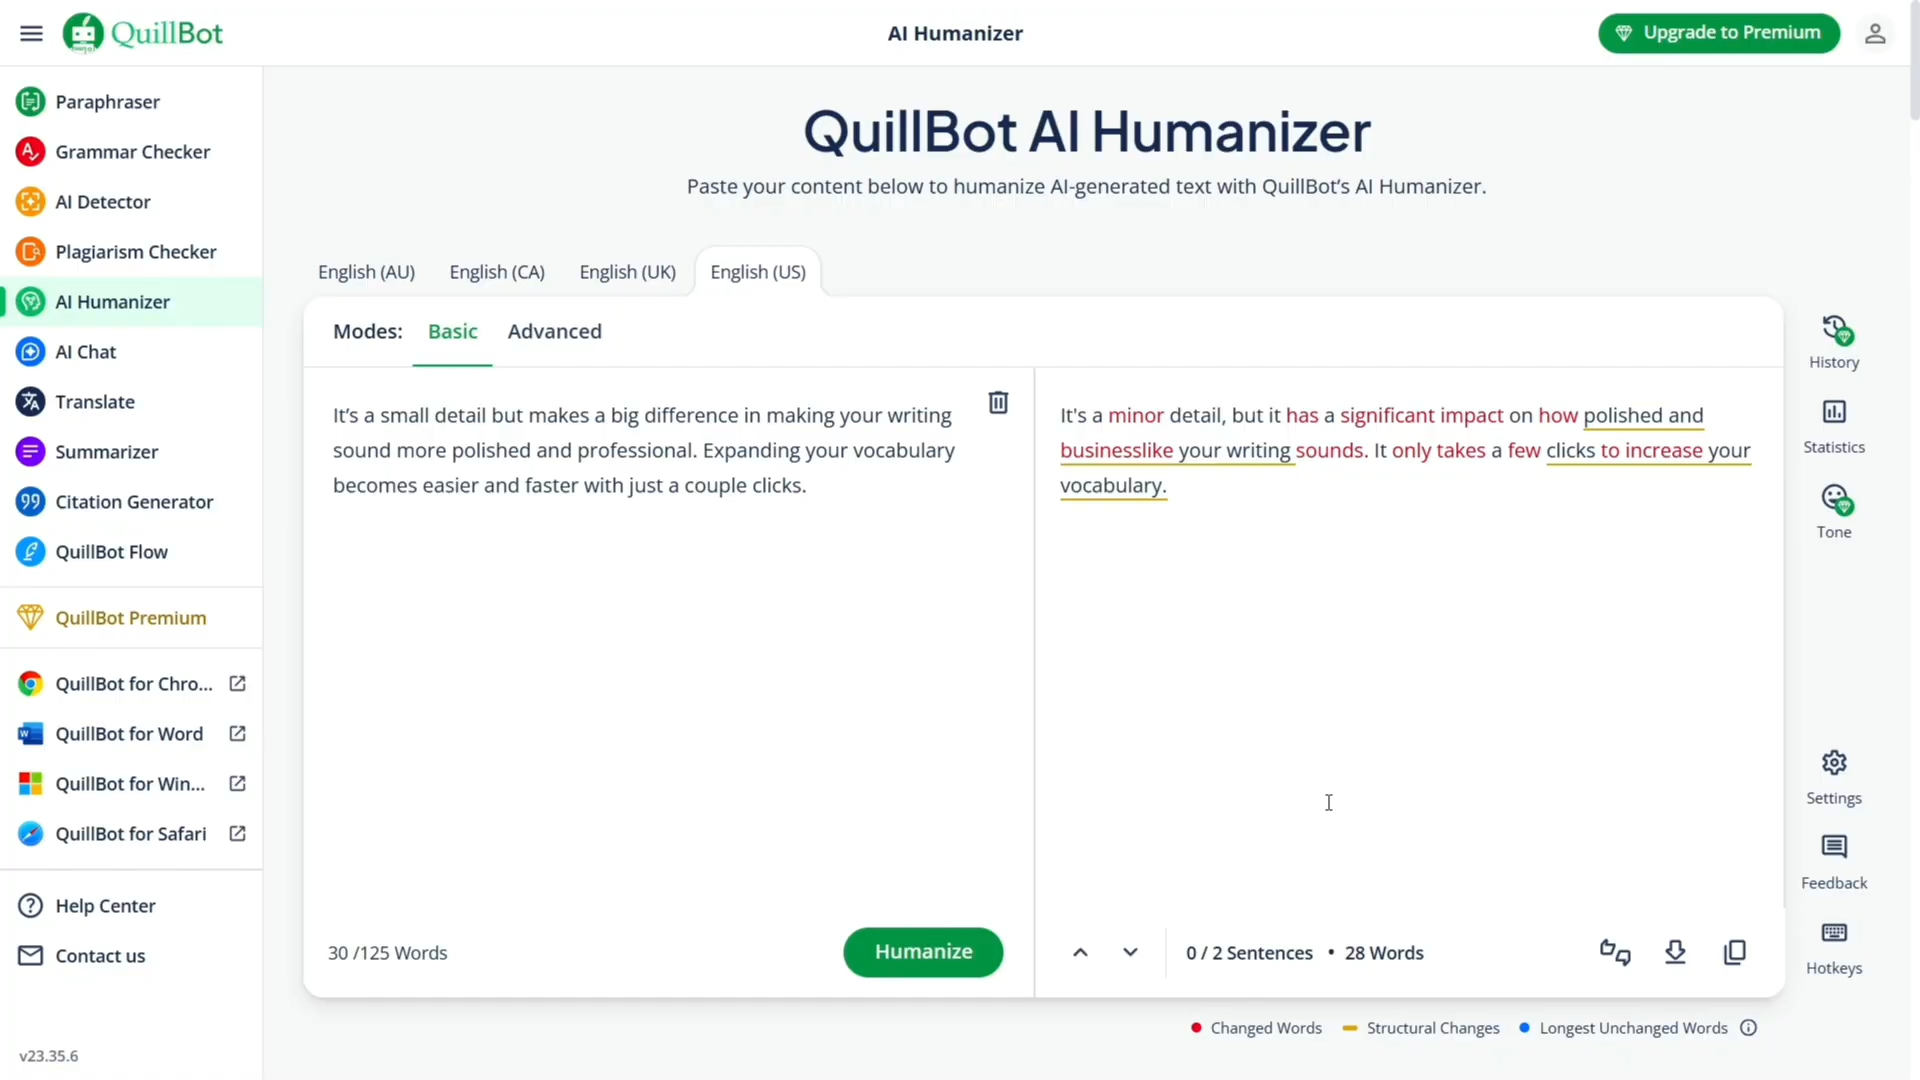 QuillBot
AI Humanizer
Upgrade to Premium
Paraphraser
Grammar Checker
AI Detector
Plagiarism Checker
AI Humanizer
AI Chat
Translate
Summarizer
Citation Generator
QuillBot Flow
QuillBot Premium
QuillBot for Chro...
QuillBot for Word
QuillBot for Win...
QuillBot for Safari
Help Center
Contact us
v23.35.6
QuillBot AI Humanizer
Paste your content below to humanize AI-generated text with QuillBot’s AI Humanizer.
English (AU) English (CA) English (UK) English (US)
Modes: Basic Advanced
It’s a small detail but makes a big difference in making your writing
sound more polished and professional. Expanding your vocabulary
becomes easier and faster with just a couple clicks.
30 /125 Words
Humanize
It's a minor detail, but it has a significant impact on how polished and
businesslike your writing sounds. It only takes a few clicks to increase your
vocabulary.
0 / 2 Sentences • 28 Words
Changed Words Structural Changes Longest Unchanged Words
History
Statistics
Tone
Settings
Feedback
Hotkeys